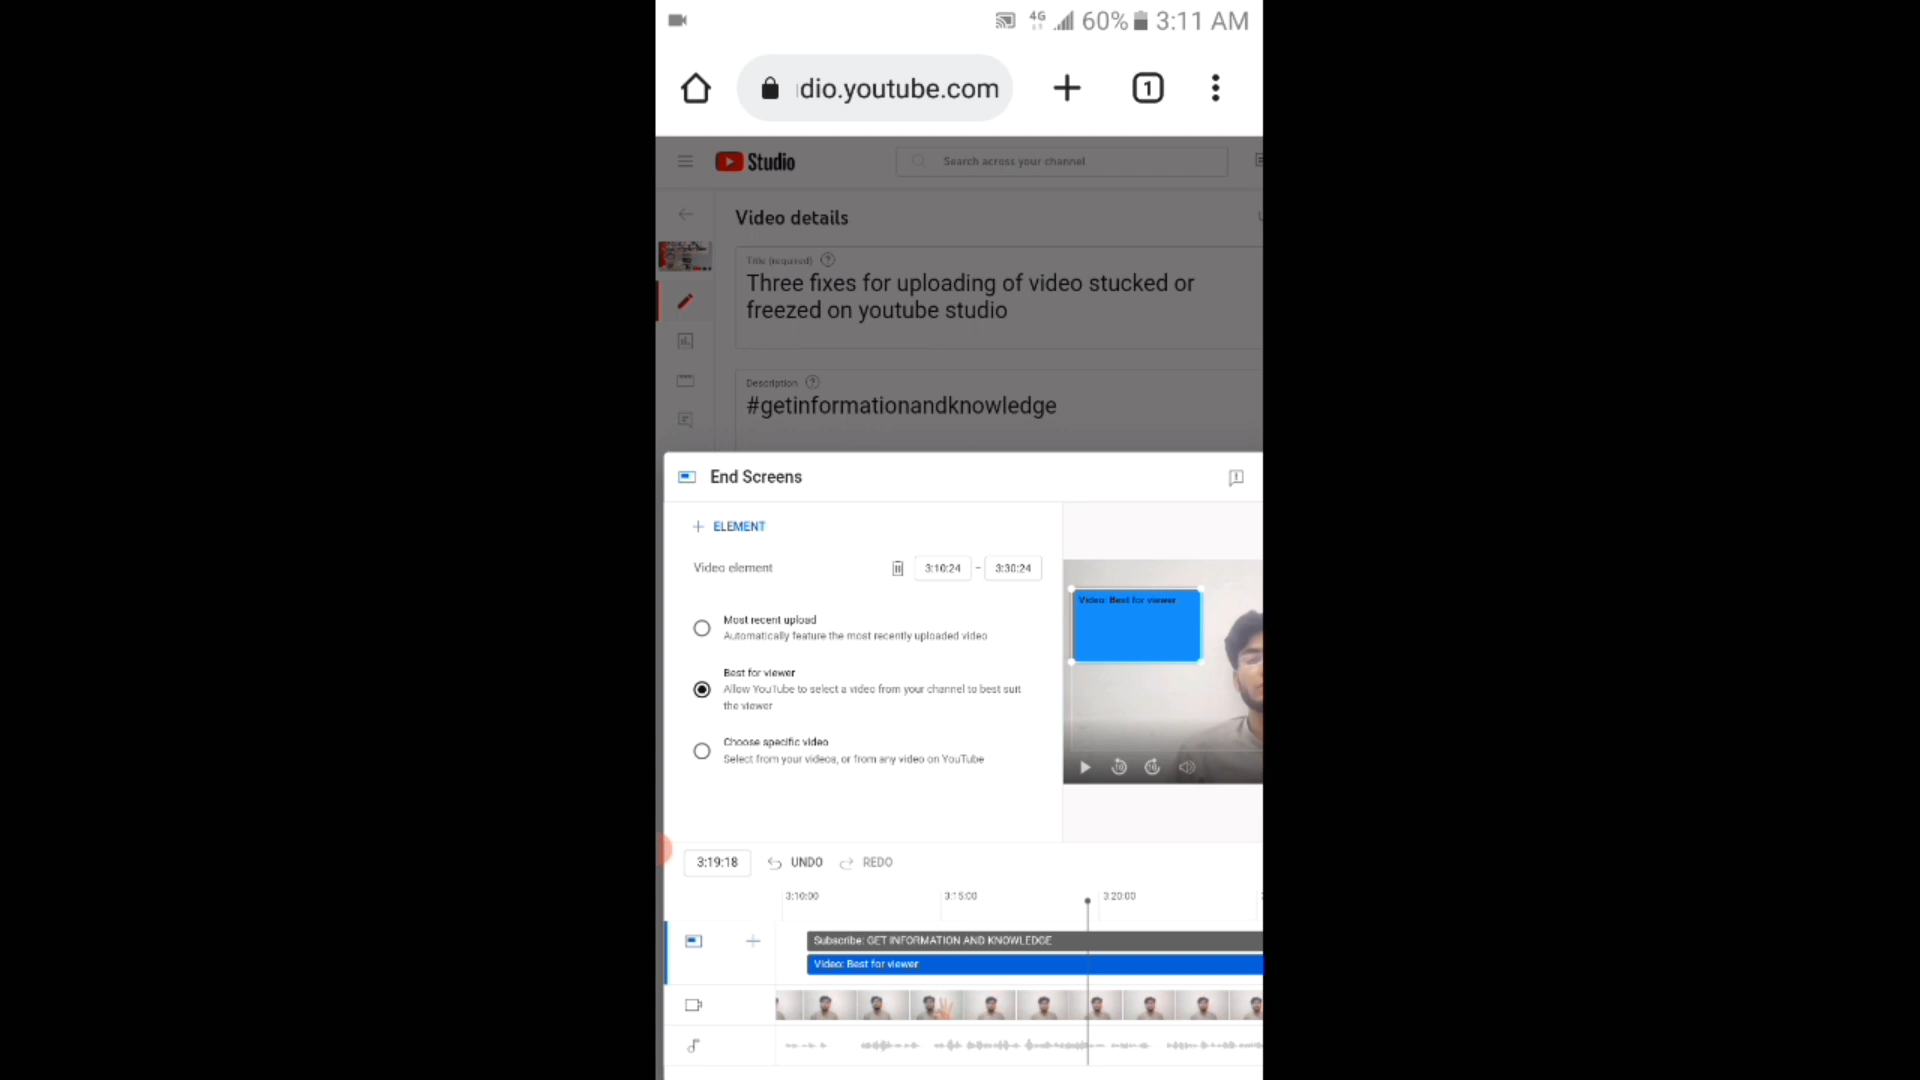 4G
60%
3:11 AM
dio.youtube.com
1
Studio
Search across your channel
Video details
Title (required)
Three fixes for uploading of video stucked or
freezed on youtube studio
Description
#getinformationandknowledge
End Screens
ELEMENT
Video element
3:10:24 - 3:30:24
Video: Best for viewer
Most recent upload
Automatically feature the most recently uploaded video
Best for viewer
Allow YouTube to select a video from your channel to best suit
the viewer
Choose specific video
Select from your videos, or from any video on YouTube
10
10
3:19:18
UNDO
REDO
3:10:00
3:15:00
3:20:00
Subscribe: GET INFORMATION AND KNOWLEDGE
Video: Best for viewer